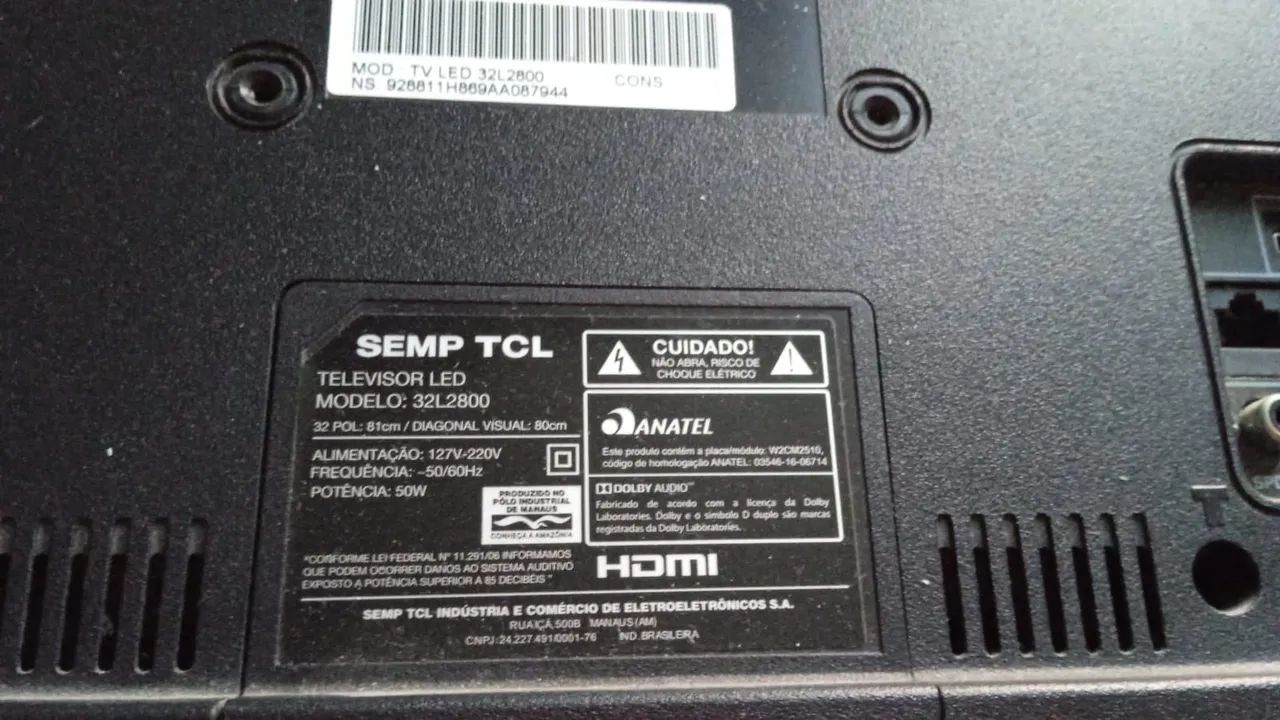 MOD TV LED 32L2800
CONS
NS 928811H869AA087944
SEMP TCL
TELEVISOR LED
MODELO: 32L2800
32 POL: 81cm / DIAGONAL VISUAL: 80cm
ALIMENTAÇÃO: 127V-220V
FREQUÊNCIA: ~50/60Hz
POTÊNCIA: 50W
PRODUZIDO NO
PÓLO INDUSTRIAL
DE MANAUS
CONHEÇA A AMAZÔNIA
CUIDADO!
NÃO ABRA, RISCO DE
CHOQUE ELÉTRICO
ANATEL
Este produto contém a placa/módulo: W2CM2510,
código de homologação ANATEL: 03546-16-06714
DOLBY AUDIO™
Fabricado de acordo com a licença da Dolby
Laboratories. Dolby e o símbolo D duplo são marcas
registradas da Dolby Laboratories.
HDMI
"CONFORME LEI FEDERAL N° 11.291/06 INFORMAMOS
QUE PODEM OCORRER DANOS AO SISTEMA AUDITIVO
EXPOSTO A POTÊNCIA SUPERIOR A 85 DECIBÉIS"
SEMP TCL INDÚSTRIA E COMÉRCIO DE ELETROELETRÔNICOS S.A.
RUA IÇÁ, 500B MANAUS (AM)
CNPJ: 24.227.491/0001-76 IND. BRASILEIRA